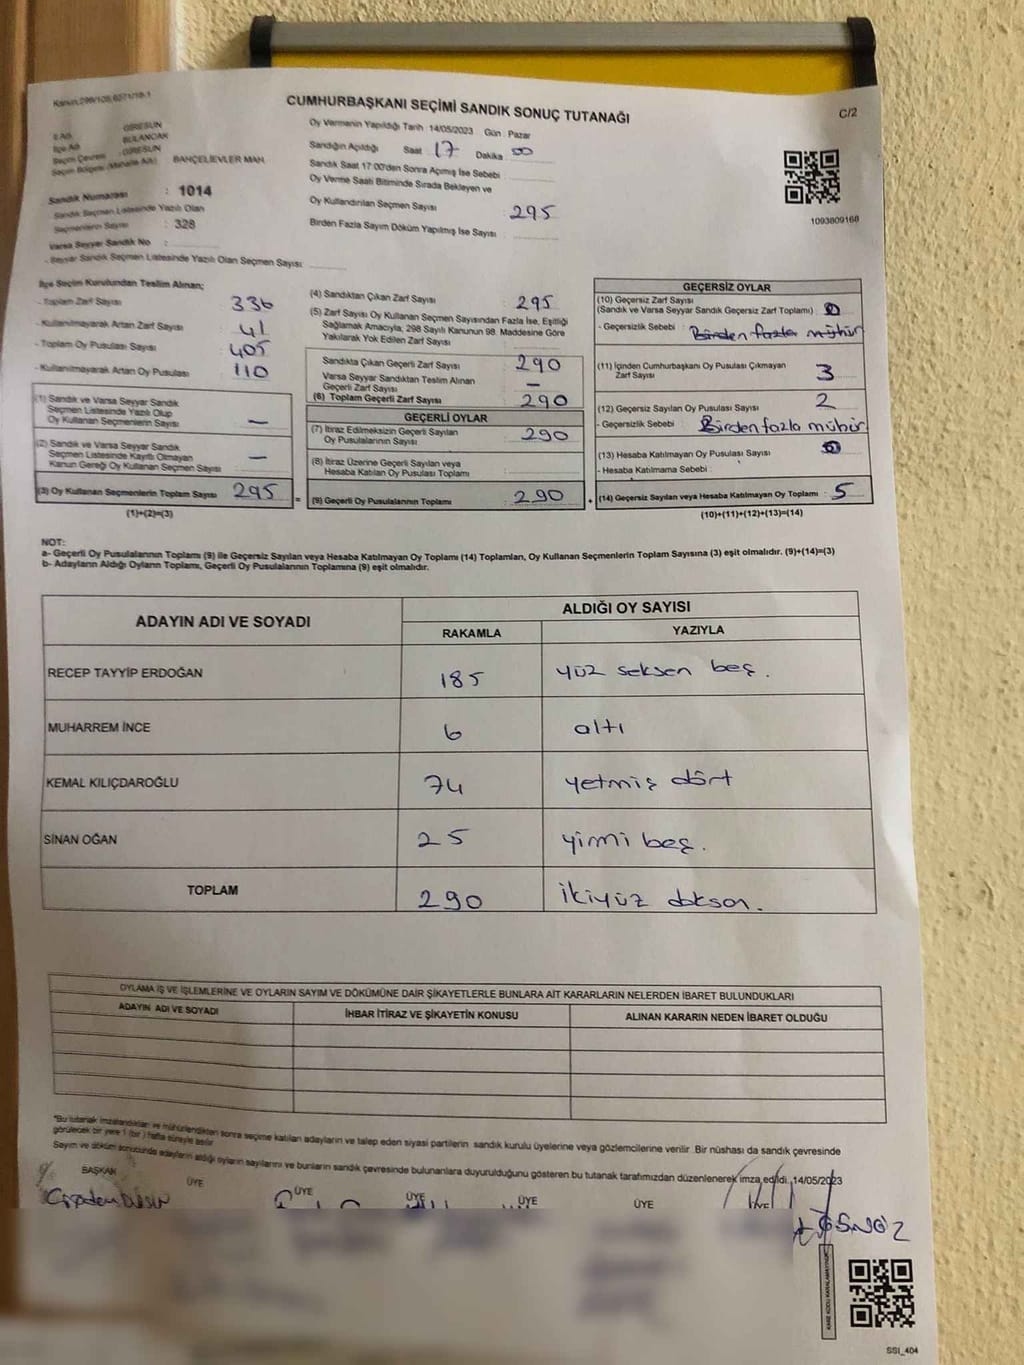 Kanun:298/105,6271/18-1
CUMHURBAŞKANI SEÇİMİ SANDIK SONUÇ TUTANAĞI
C/2
İl Adı : GİRESUN
İlçe Adı : BULANCAK
Seçim Çevresi : GİRESUN
Seçim Bölgesi (Mahalle Adı) : BAHÇELİEVLER MAH.
Sandık Numarası : 1014
Sandık Seçmen Listesinde Yazılı Olan
Seçmenlerin Sayısı : 328
Varsa Seyyar Sandık No :
- Seyyar Sandık Seçmen Listesinde Yazılı Olan Seçmen Sayısı :
Oy Vermenin Yapıldığı Tarih 14/05/2023 Gün : Pazar
Sandığın Açıldığı Saat 17 Dakika 00
Sandık Saat 17:00'den Sonra Açılmış İse Sebebi :
Oy Verme Saati Bitiminde Sırada Bekleyen ve
Oy Kullandırılan Seçmen Sayısı : 295
Birden Fazla Sayım Döküm Yapılmış İse Sayısı :
1093809168
İlçe Seçim Kurulundan Teslim Alınan;
- Toplam Zarf Sayısı 336
- Kullanılmayarak Artan Zarf Sayısı 41
- Toplam Oy Pusulası Sayısı 405
- Kullanılmayarak Artan Oy Pusulası 110
(1) Sandık ve Varsa Seyyar Sandık
Seçmen Listesinde Yazılı Olup
Oy Kullanan Seçmenlerin Sayısı —
(2) Sandık ve Varsa Seyyar Sandık
Seçmen Listesinde Kayıtlı Olmayan
Kanun Gereği Oy Kullanan Seçmen Sayısı —
(3) Oy Kullanan Seçmenlerin Toplam Sayısı 295
(1)+(2)=(3)
(4) Sandıktan Çıkan Zarf Sayısı : 295
(5) Zarf Sayısı Oy Kullanan Seçmen Sayısından Fazla İse, Eşitliği
Sağlamak Amacıyla, 298 Sayılı Kanunun 98. Maddesine Göre
Yakılarak Yok Edilen Zarf Sayısı :
Sandıkta Çıkan Geçerli Zarf Sayısı : 290
Varsa Seyyar Sandıktan Teslim Alınan
Geçerli Zarf Sayısı : —
(6) Toplam Geçerli Zarf Sayısı : 290
GEÇERLİ OYLAR
(7) İtiraz Edilmeksizin Geçerli Sayılan
Oy Pusulalarının Sayısı : 290
(8) İtiraz Üzerine Geçerli Sayılan veya
Hesaba Katılan Oy Pusulası Toplamı :
= (9) Geçerli Oy Pusulalarının Toplamı : 290 +
GEÇERSİZ OYLAR
(10) Geçersiz Zarf Sayısı
(Sandık ve Varsa Seyyar Sandık Geçersiz Zarf Toplamı) : 0
- Geçersizlik Sebebi : Birden fazla mühür
(11) İçinden Cumhurbaşkanı Oy Pusulası Çıkmayan
Zarf Sayısı : 3
(12) Geçersiz Sayılan Oy Pusulası Sayısı : 2
- Geçersizlik Sebebi : Birden fazla mühür
(13) Hesaba Katılmayan Oy Pusulası Sayısı : 0
- Hesaba Katılmama Sebebi :
(14) Geçersiz Sayılan veya Hesaba Katılmayan Oy Toplamı : 5
(10)+(11)+(12)+(13)=(14)
NOT:
a- Geçerli Oy Pusulalarının Toplamı (9) ile Geçersiz Sayılan veya Hesaba Katılmayan Oy Toplamı (14) Toplamları, Oy Kullanan Seçmenlerin Toplam Sayısına (3) eşit olmalıdır. (9)+(14)=(3)
b- Adayların Aldığı Oyların Toplamı, Geçerli Oy Pusulalarının Toplamına (9) eşit olmalıdır.
ADAYIN ADI VE SOYADI
ALDIĞI OY SAYISI
RAKAMLA YAZIYLA
RECEP TAYYİP ERDOĞAN 185 yüz seksen beş.
MUHARREM İNCE 6 altı
KEMAL KILIÇDAROĞLU 74 yetmiş dört
SİNAN OĞAN 25 yirmi beş.
TOPLAM 290 ikiyüz doksan.
OYLAMA İŞ VE İŞLEMLERİNE VE OYLARIN SAYIM VE DÖKÜMÜNE DAİR ŞİKAYETLERLE BUNLARA AİT KARARLARIN NELERDEN İBARET BULUNDUKLARI
ADAYIN ADI VE SOYADI İHBAR İTİRAZ VE ŞİKAYETİN KONUSU ALINAN KARARIN NEDEN İBARET OLDUĞU
*Bu tutanak imzalandıktan ve mühürlendikten sonra seçime katılan adayların ve talep eden siyasi partilerin sandık kurulu üyelerine veya gözlemcilerine verilir. Bir nüshası da sandık çevresinde
görülecek bir yere 1 (bir) hafta süreyle asılır.
Sayım ve döküm sonucunda adayların aldığı oyların sayılarını ve bunların sandık çevresinde bulunanlara duyurulduğunu gösteren bu tutanak tarafımızdan düzenlenerek imza edildi. 14/05/2023
BAŞKAN ÜYE ÜYE ÜYE ÜYE ÜYE ÜYE
SSI_404